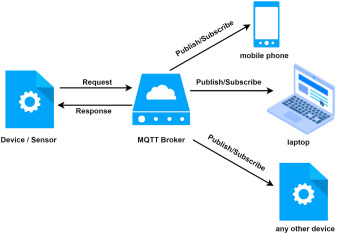 Publish/Subscribe
mobile phone
Request
Publish/Subscribe
Response
Device / Sensor
MQTT Broker
laptop
Publish/Subscribe
any other device